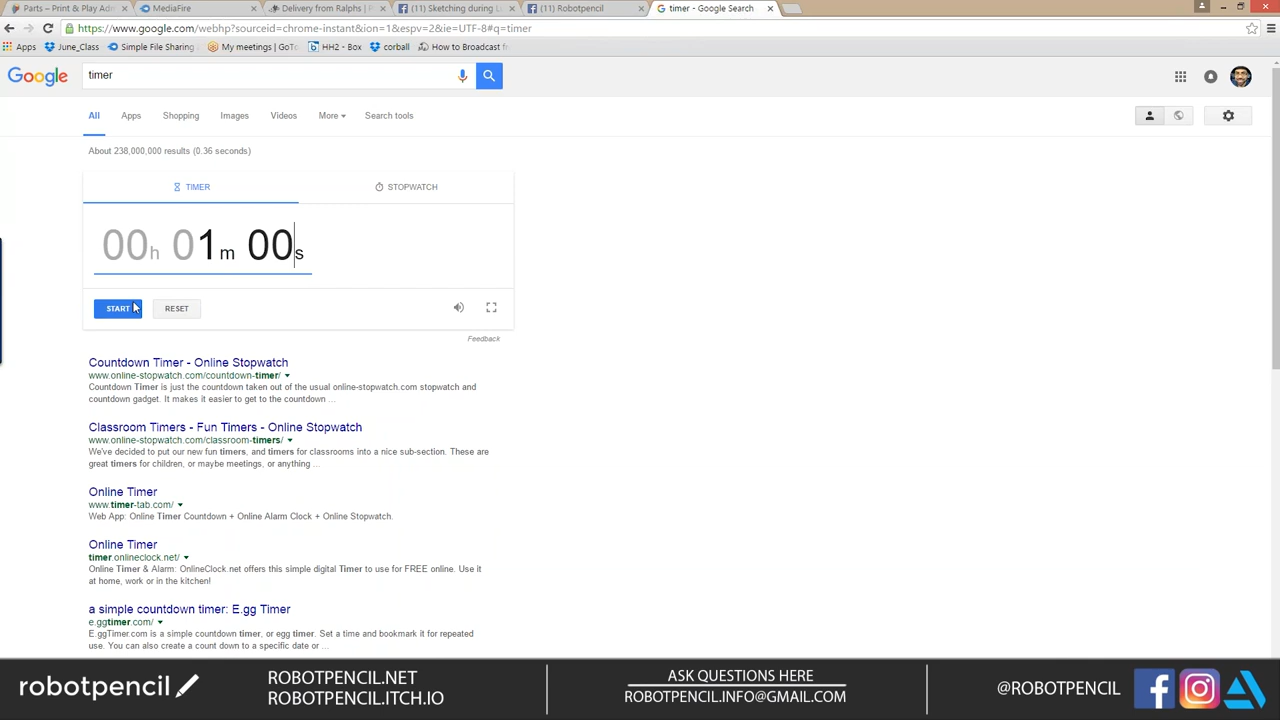 Parts – Print & Play Adm
MediaFire
Delivery from Ralphs | P
(11) Sketching during L
(11) Robotpencil
timer - Google Search
https://www.google.com/webhp?sourceid=chrome-instant&ion=1&espv=2&ie=UTF-8#q=timer
Apps June_Class Simple File Sharing My meetings | GoTo HH2 - Box corball How to Broadcast fr
Google timer
All Apps Shopping Images Videos More Search tools
About 238,000,000 results (0.36 seconds)
TIMER STOPWATCH
00h 01m 00s
START RESET
Feedback
Countdown Timer - Online Stopwatch
www.online-stopwatch.com/countdown-timer/
Countdown Timer is just the countdown taken out of the usual online-stopwatch.com stopwatch and
countdown gadget. It makes it easier to get to the countdown ...
Classroom Timers - Fun Timers - Online Stopwatch
www.online-stopwatch.com/classroom-timers/
We've decided to put our new fun timers, and timers for classrooms into a nice sub-section. These are
great timers for children, or maybe meetings, or anything ...
Online Timer
www.timer-tab.com/
Web App: Online Timer Countdown + Online Alarm Clock + Online Stopwatch.
Online Timer
timer.onlineclock.net/
Online Timer & Alarm: OnlineClock.net offers this simple digital Timer to use for FREE online. Use it
at home, work or in the kitchen!
a simple countdown timer: E.gg Timer
e.ggtimer.com/
E.ggTimer.com is a simple countdown timer, or egg timer. Set a time and bookmark it for repeated
use. You can also create a count down to a specific date or ...
robotpencil
ROBOTPENCIL.NET
ROBOTPENCIL.ITCH.IO
ASK QUESTIONS HERE
ROBOTPENCIL.INFO@GMAIL.COM
@ROBOTPENCIL